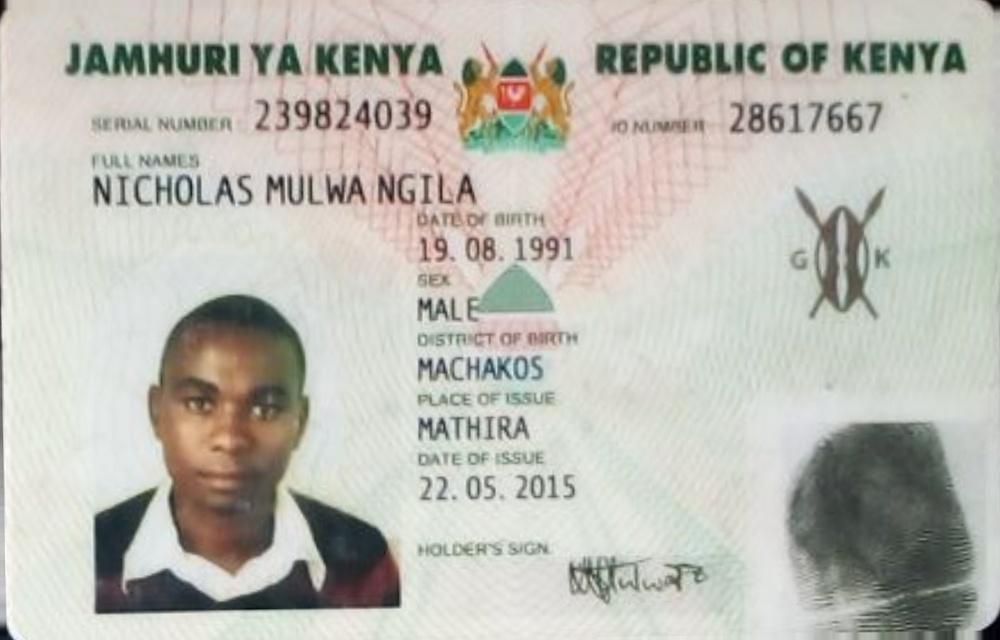 JAMHURI YA KENYA REPUBLIC OF KENYA
SERIAL NUMBER 239824039 ID NUMBER 28617667
FULL NAMES
NICHOLAS MULWA NGILA
DATE OF BIRTH
19.08.1991
SEX
MALE
G K
DISTRICT OF BIRTH
MACHAKOS
PLACE OF ISSUE
MATHIRA
DATE OF ISSUE
22.05.2015
HOLDER'S SIGN.